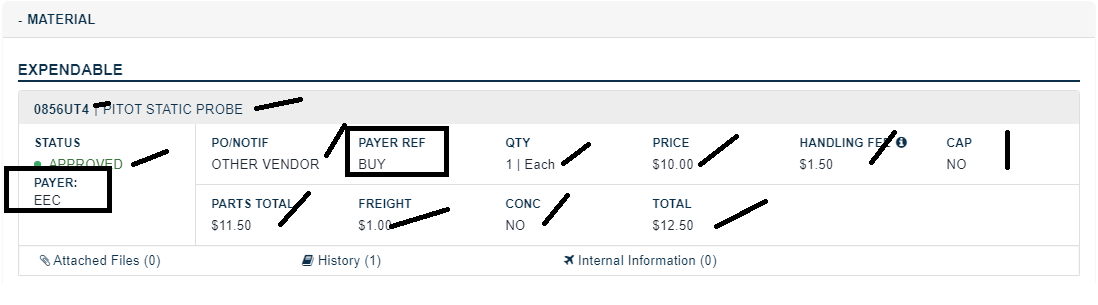 - MATERIAL
EXPENDABLE
0856UT4 | PITOT STATIC PROBE
STATUS
APPROVED
PAYER:
EEC
PO/NOTIF
OTHER VENDOR
PAYER REF
BUY
QTY
1 | Each
PRICE
$10.00
HANDLING FEE
$1.50
CAP
NO
PARTS TOTAL
$11.50
FREIGHT
$1.00
CONC
NO
TOTAL
$12.50
Attached Files (0)
History (1)
Internal Information (0)